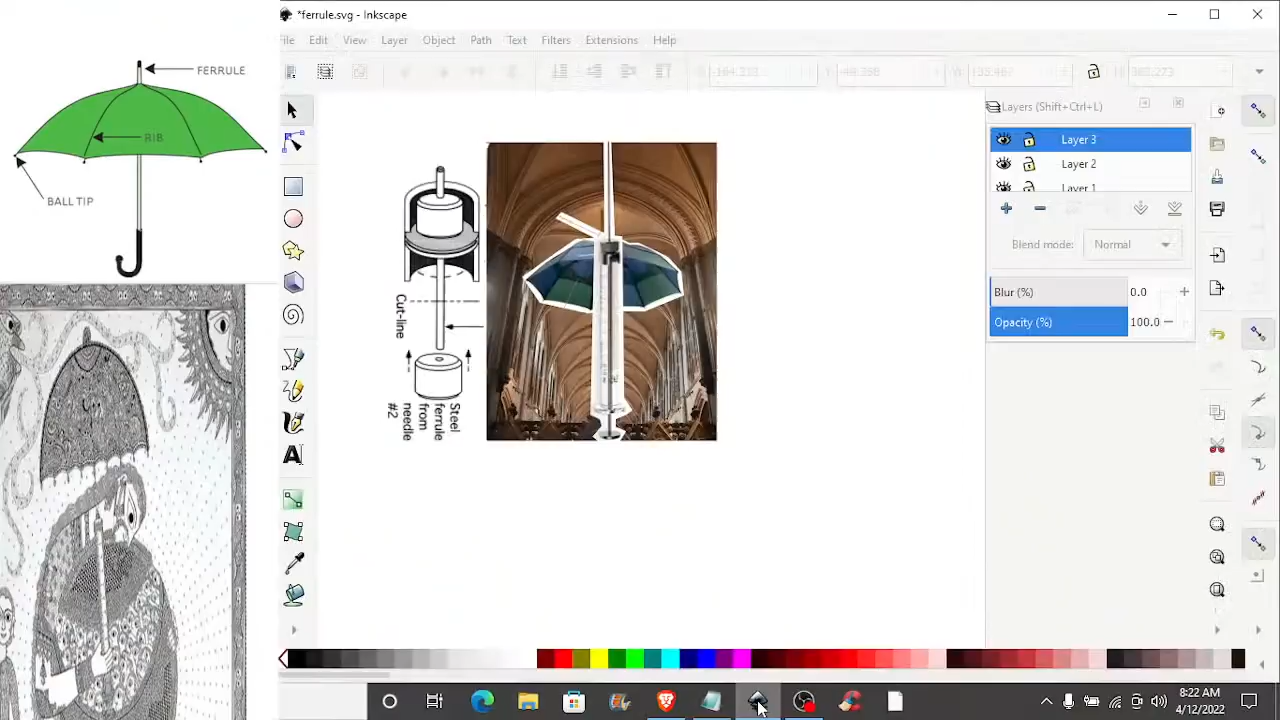 *ferrule.svg - Inkscape
File Edit View Layer Object Path Text Filters Extensions Help
FERRULE
RIB
BALL TIP
Cut-line
Steel
ferrule
from
needle
#2
Layers (Shift+Ctrl+L)
Layer 3
Layer 2
Layer 1
Blend mode: Normal
Blur (%) 0.0
Opacity (%) 100.0
8:22 AM
4/12/2022